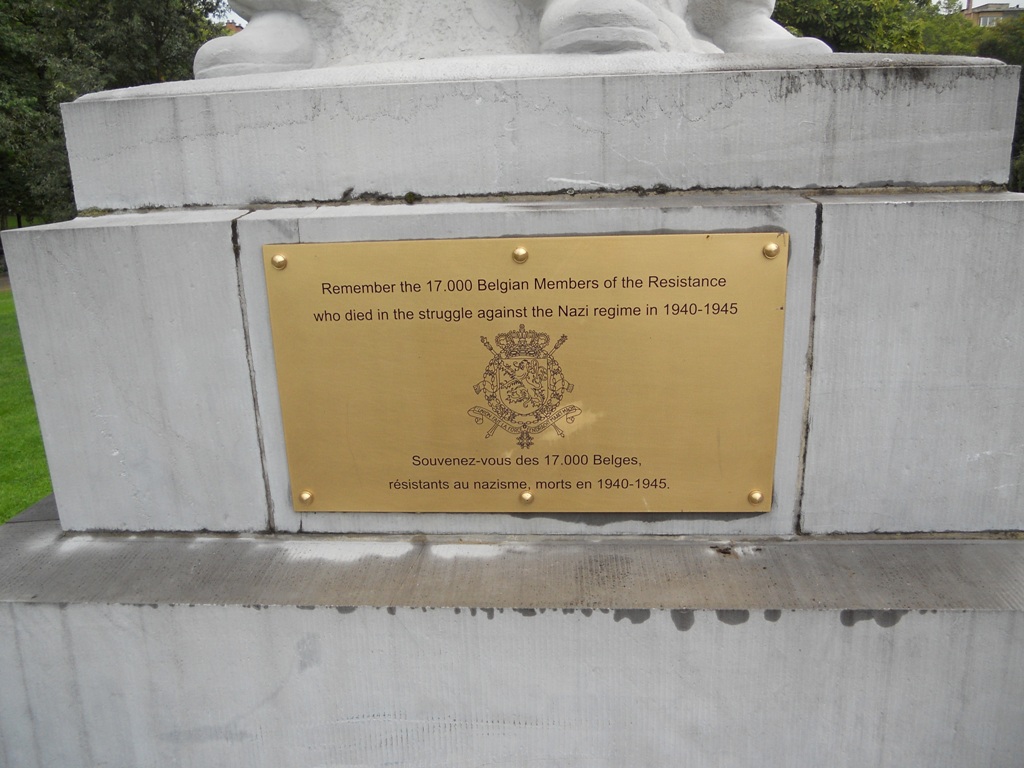 Remember the 17.000 Belgian Members of the Resistance
who died in the struggle against the Nazi regime in 1940-1945
Souvenez-vous des 17.000 Belges,
résistants au nazisme, morts en 1940-1945.